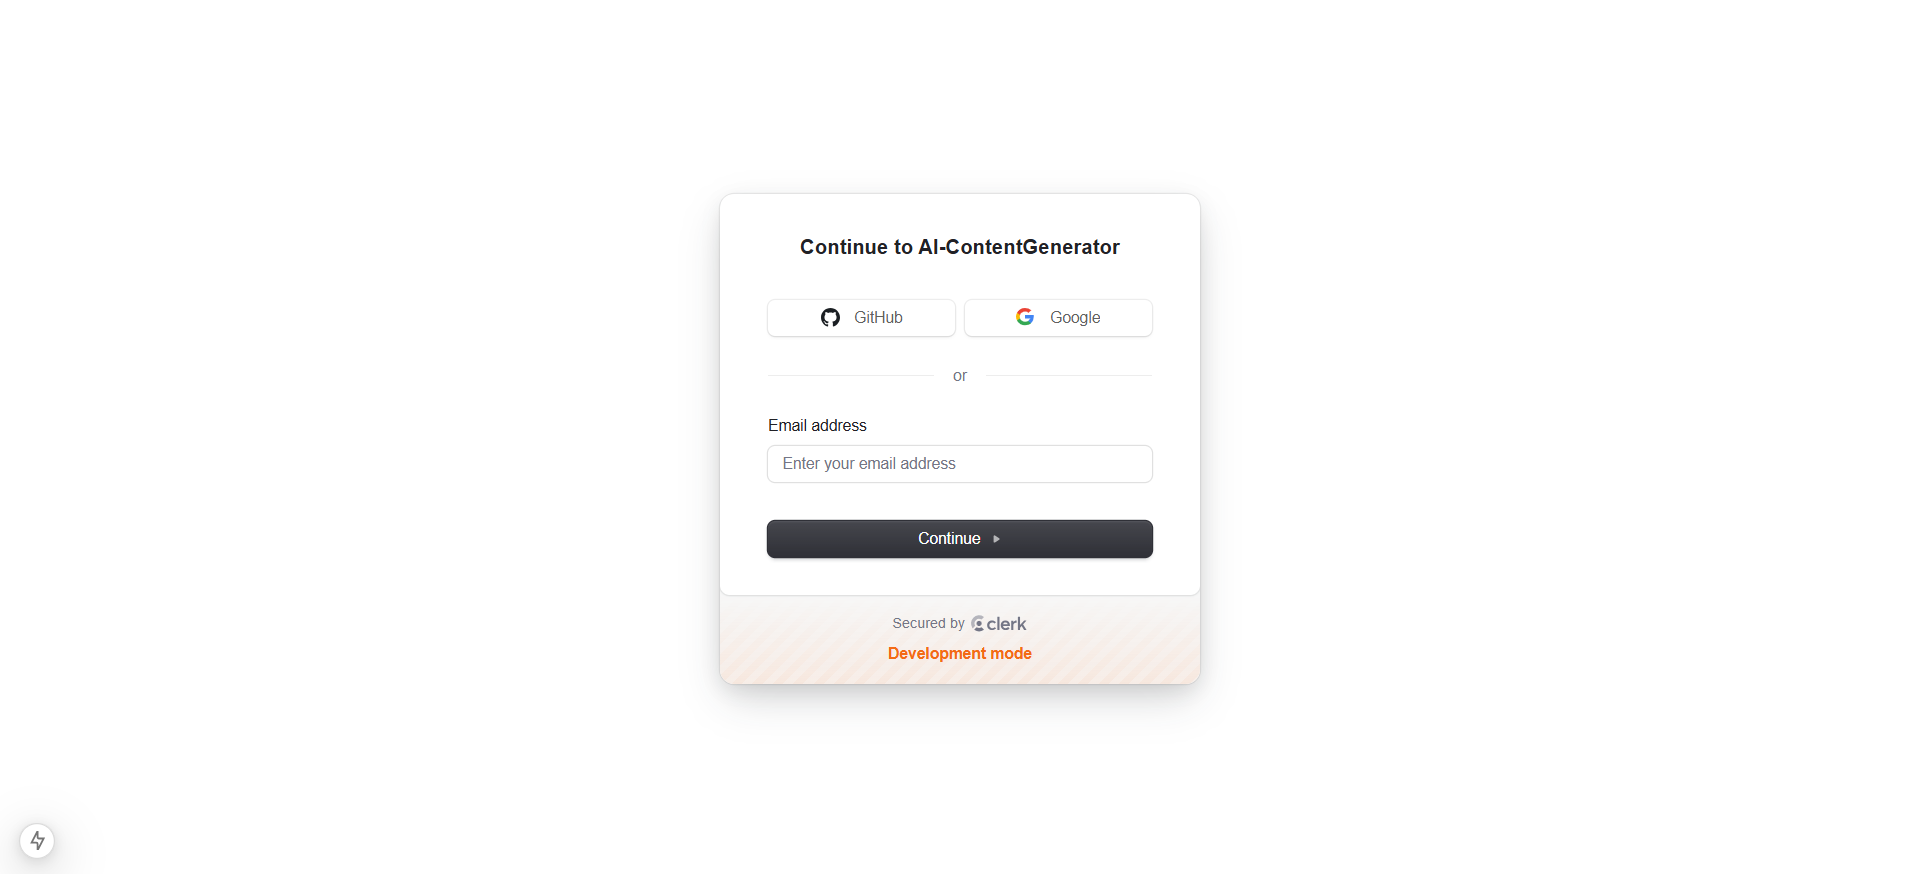 Continue to AI-ContentGenerator
GitHub
Google
or
Email address
Enter your email address
Continue
Secured by clerk
Development mode